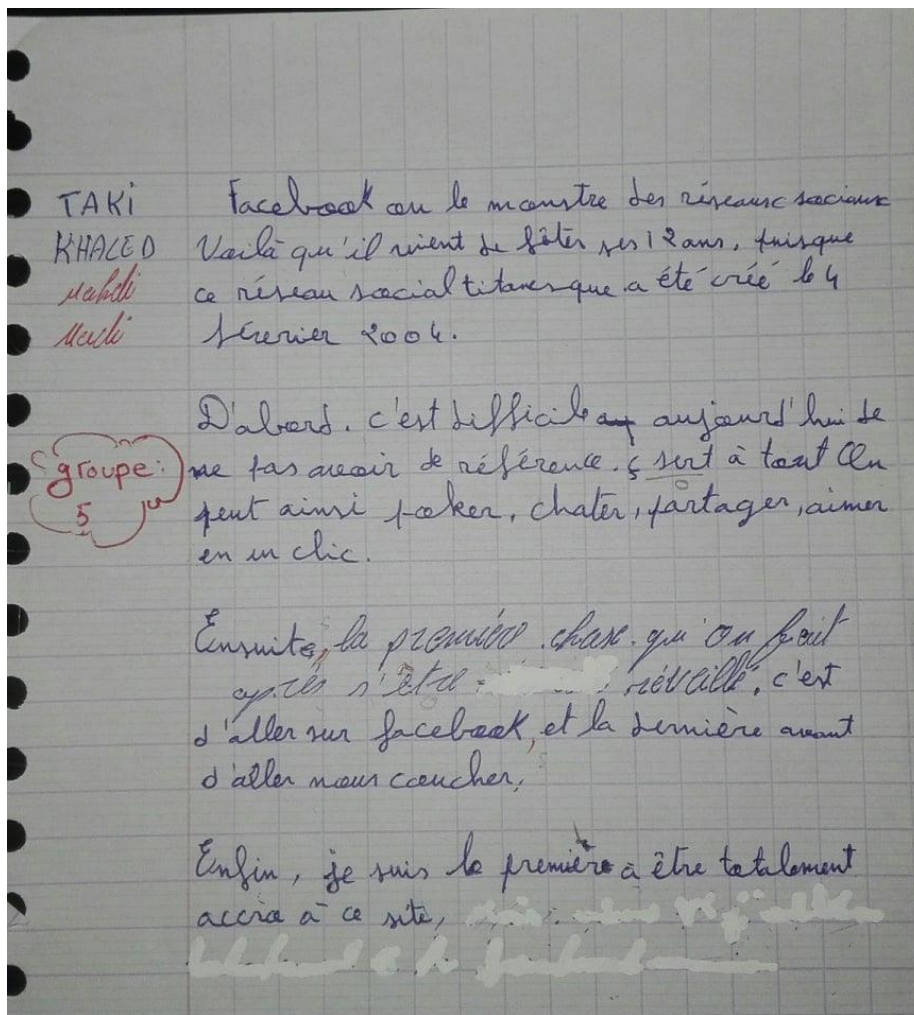 TAKi
KHALED
Mahdi
Madi
groupe:
5
Facebook ou le monstre des réseaux sociaux
Voilà qu'il vient de fêter ses 12 ans, puisque
ce réseau social titanesque a été créé le 4
février 2004.
D'abord. c'est difficile aujourd'hui de
ne pas avoir de référence. ç sert à tout On
peut ainsi poker, chater, partager, aimer
en un clic.
Ensuite, la première chose qu'on fait
après s'être réveillé, c'est
d'aller sur facebook, et la dernière avant
d'aller nous coucher,
Enfin, je suis le première à être totalement
accro à ce site,